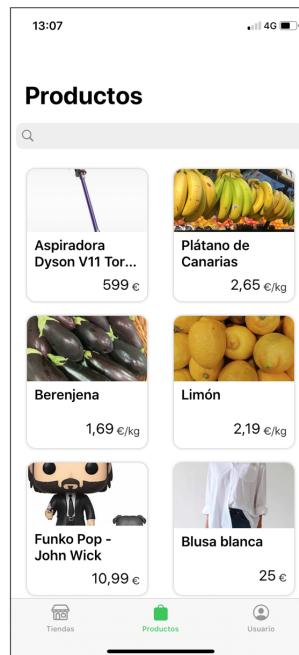 13:07
4G
Productos
Aspiradora
Dyson V11 Tor...
599 €
Plátano de
Canarias
2,65 €/kg
Berenjena
1,69 €/kg
Limón
2,19 €/kg
Funko Pop -
John Wick
10,99 €
Blusa blanca
25 €
Tiendas
Productos
Usuario